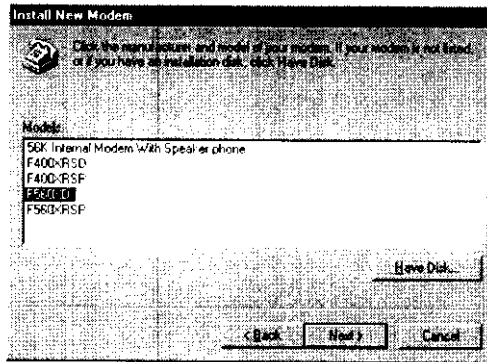 Install New Modem
Click the manufacturer and model of your modem. If your modem is not listed,
or if you have an installation disk, click Have Disk.
Models
56K Internal Modem With Speaker phone
F400XRSD
F400XRSP
F560XRSP
Have Disk...
< Back
Next >
Cancel